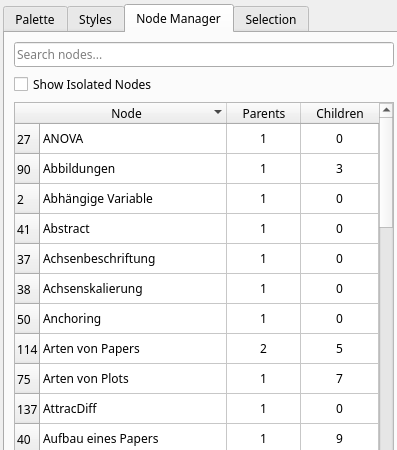 Palette Styles Node Manager Selection
Search nodes...
Show Isolated Nodes
Node Parents Children
27 ANOVA 1 0
90 Abbildungen 1 3
2 Abhängige Variable 1 0
41 Abstract 1 0
37 Achsenbeschriftung 1 0
38 Achsenskalierung 1 0
50 Anchoring 1 0
114 Arten von Papers 2 5
75 Arten von Plots 1 7
137 AttracDiff 1 0
40 Aufbau eines Papers 1 9